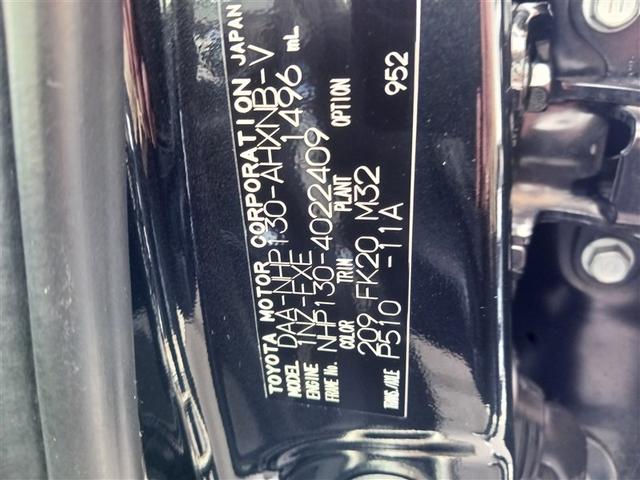 TOYOTA MOTOR CORPORATION JAPAN
MODEL DAA-NHP130-AHXNB-V
ENGINE 1NZ-FXE 1496 mL
FRAME No. NHP130-4022409
COLOR TRIM PLANT OPTION
209 FK20 M32 952
TRANS./AXLE P510 -11A